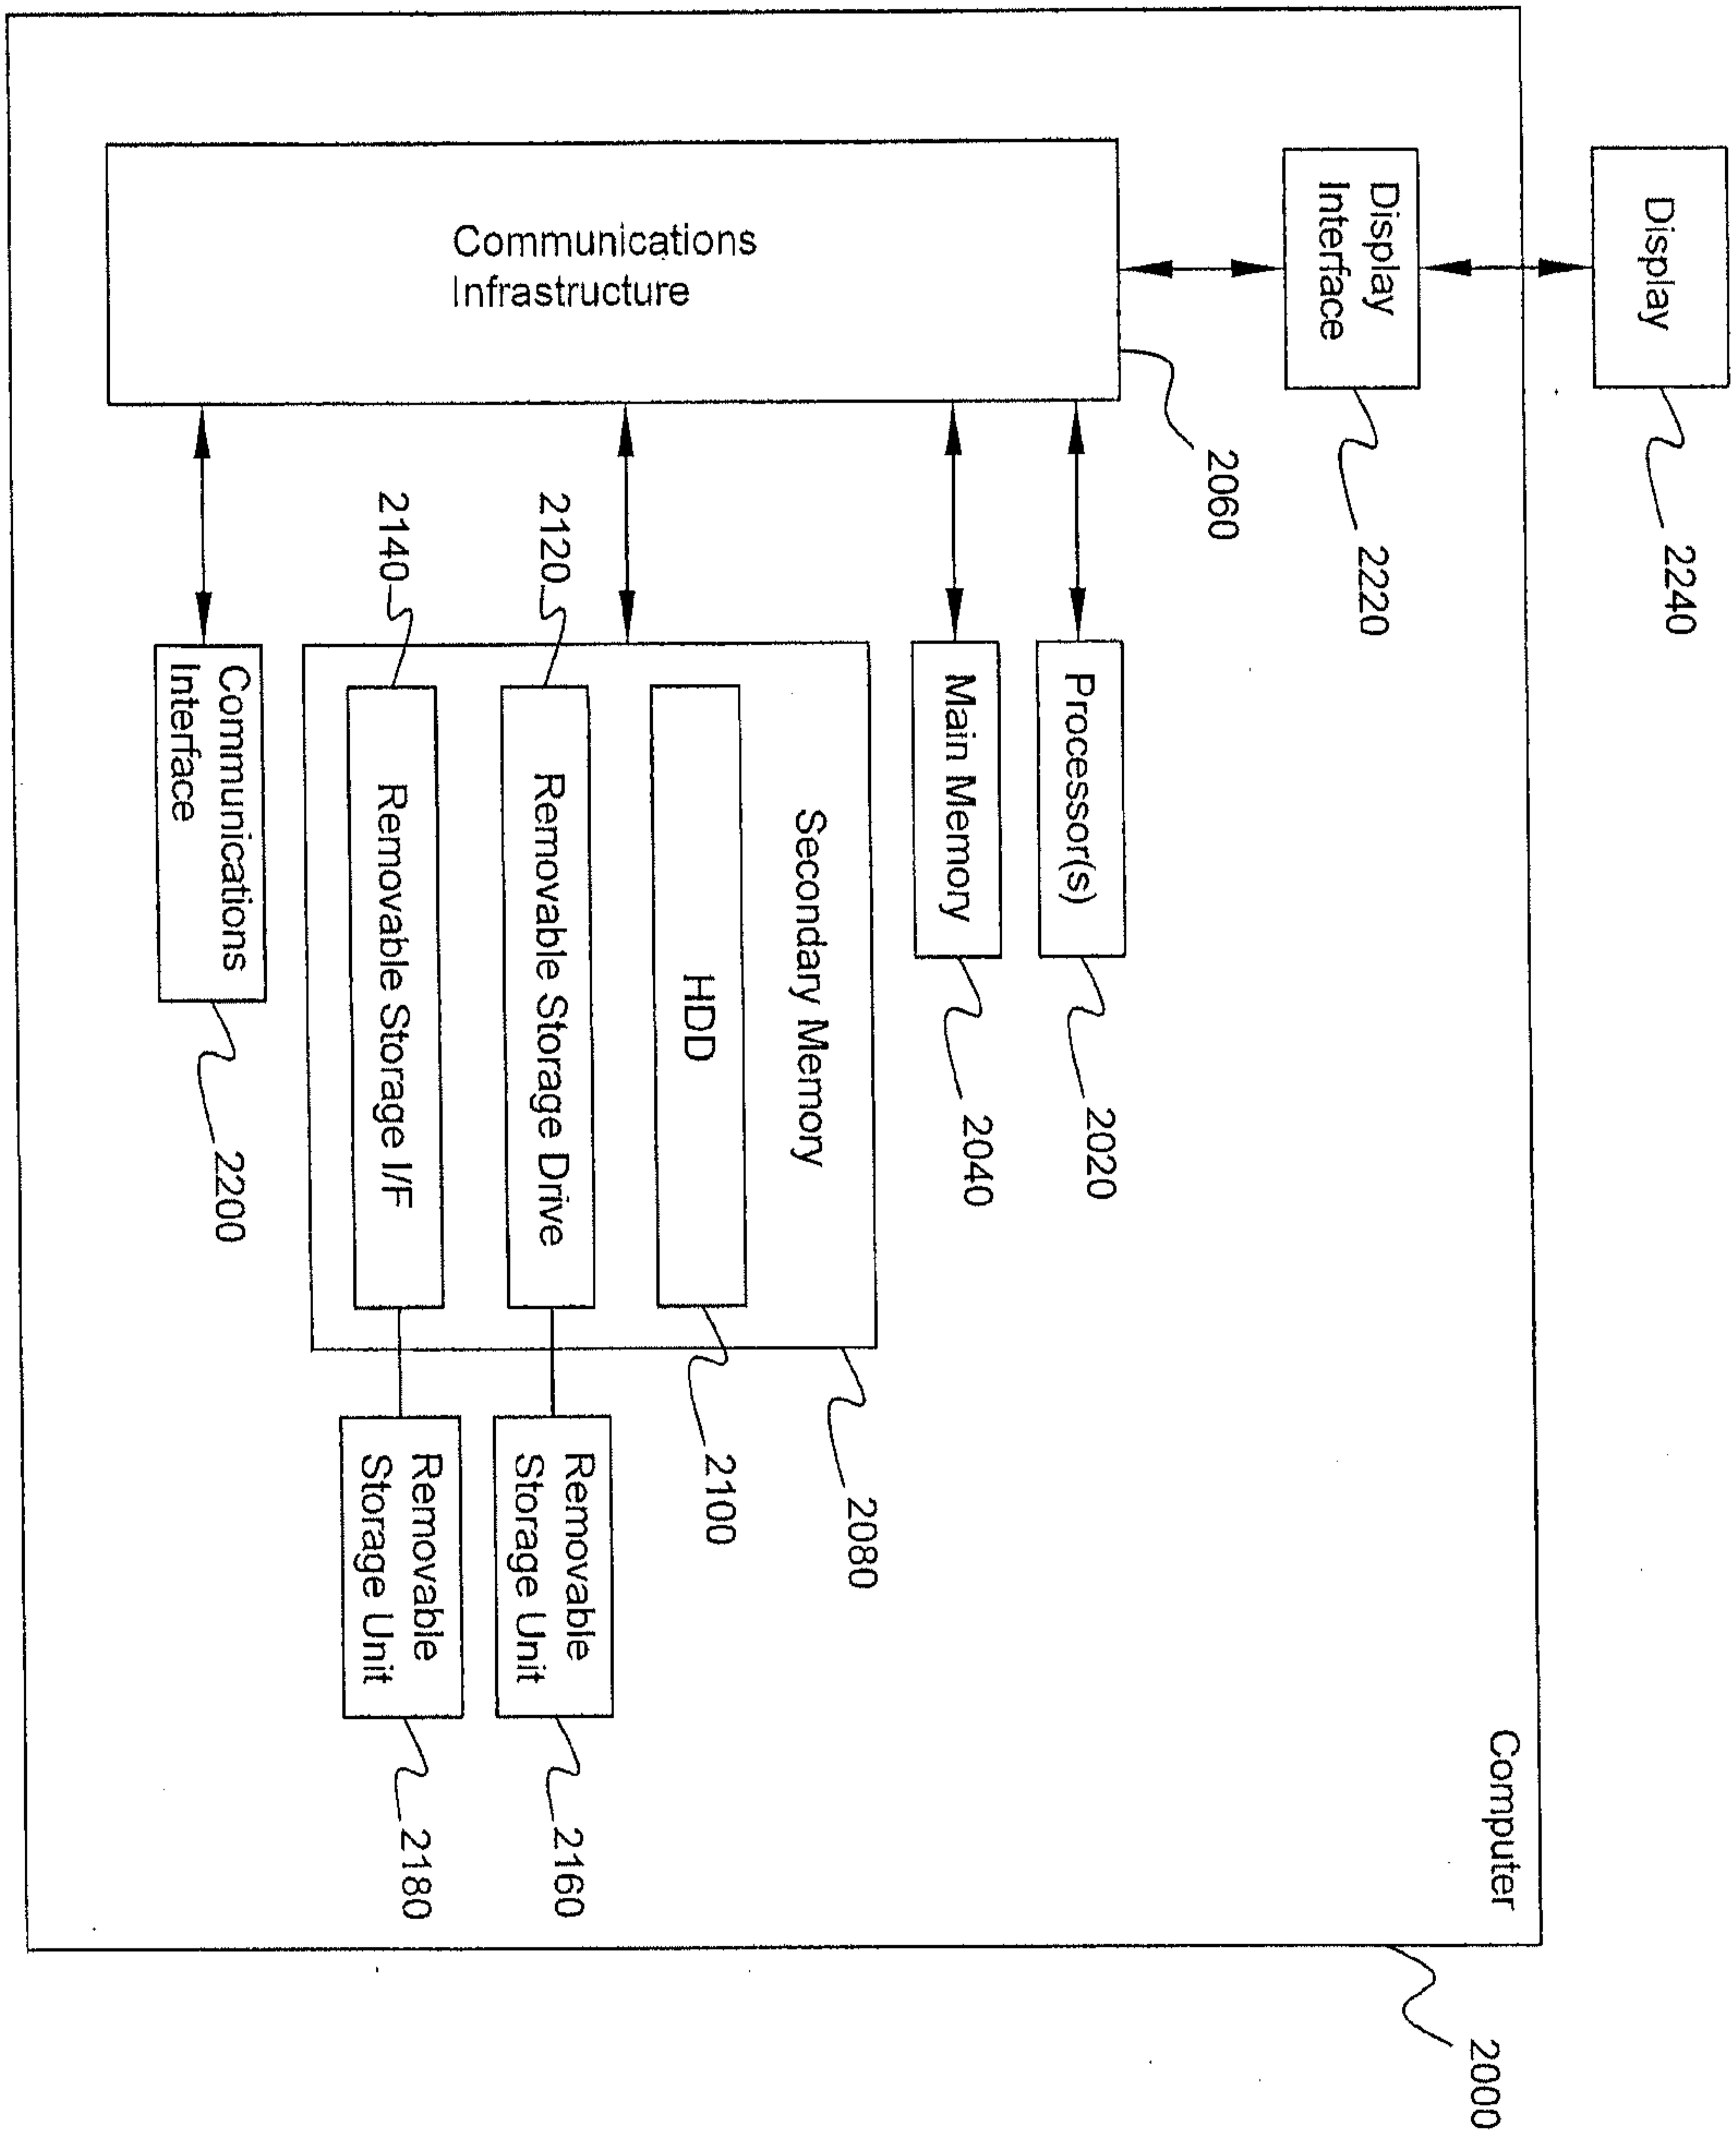 Computer
2000
Display
2240
Display
Interface
2220
Communications
Infrastructure
2060
Processor(s)
2020
Main Memory
2040
Secondary Memory
2080
HDD
2100
2120
Removable Storage Drive
Removable
Storage Unit
2160
2140
Removable Storage I/F
Removable
Storage Unit
2180
Communications
Interface
2200